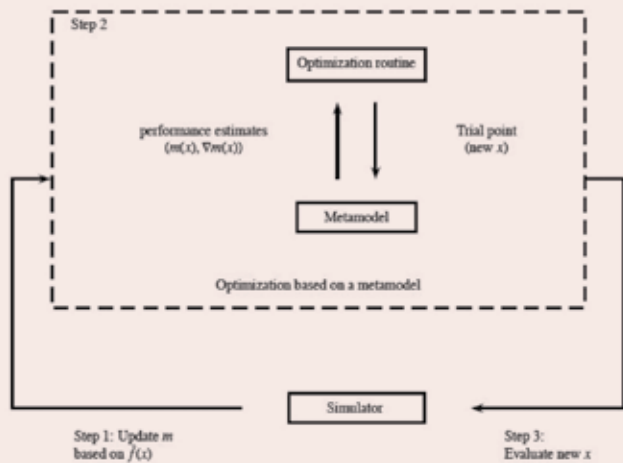 Step 2
Optimization routine
performance estimates
(m(x), ∇m(x))
Trial point
(new x)
Metamodel
Optimization based on a metamodel
Simulator
Step 1: Update m
based on f̂(x)
Step 3:
Evaluate new x